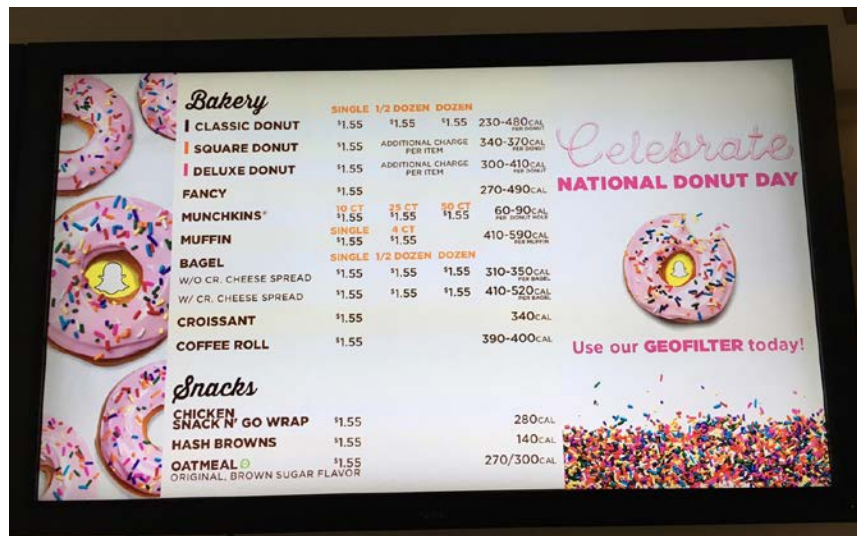 Bakery
SINGLE 1/2 DOZEN DOZEN
CLASSIC DONUT $1.55 $1.55 $1.55 230-480CAL PER DONUT
SQUARE DONUT $1.55 ADDITIONAL CHARGE PER ITEM 340-370CAL PER DONUT
DELUXE DONUT $1.55 ADDITIONAL CHARGE PER ITEM 300-410CAL PER DONUT
FANCY $1.55 270-490CAL
10 CT 25 CT 50 CT
MUNCHKINS® $1.55 $1.55 $1.55 60-90CAL PER DONUT HOLE
SINGLE 4 CT
MUFFIN $1.55 $1.55 410-590CAL PER MUFFIN
BAGEL SINGLE 1/2 DOZEN DOZEN
W/O CR. CHEESE SPREAD $1.55 $1.55 $1.55 310-350CAL PER BAGEL
W/ CR. CHEESE SPREAD $1.55 $1.55 $1.55 410-520CAL PER BAGEL
CROISSANT $1.55 340CAL
COFFEE ROLL $1.55 390-400CAL
Snacks
CHICKEN
SNACK N' GO WRAP $1.55 280CAL
HASH BROWNS $1.55 140CAL
OATMEAL $1.55 270/300CAL
ORIGINAL, BROWN SUGAR FLAVOR
Celebrate
NATIONAL DONUT DAY
Use our GEOFILTER today!